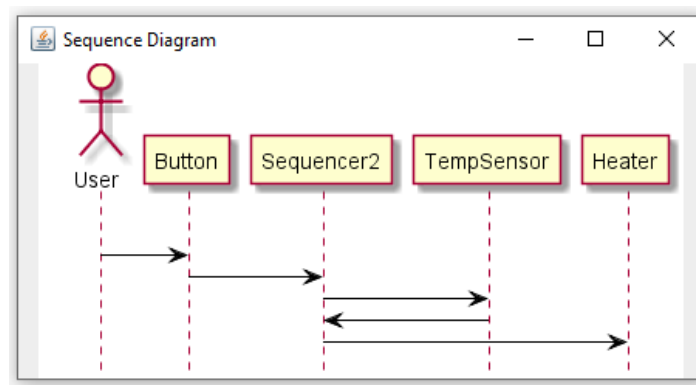 Sequence Diagram
User
Button
Sequencer2
TempSensor
Heater